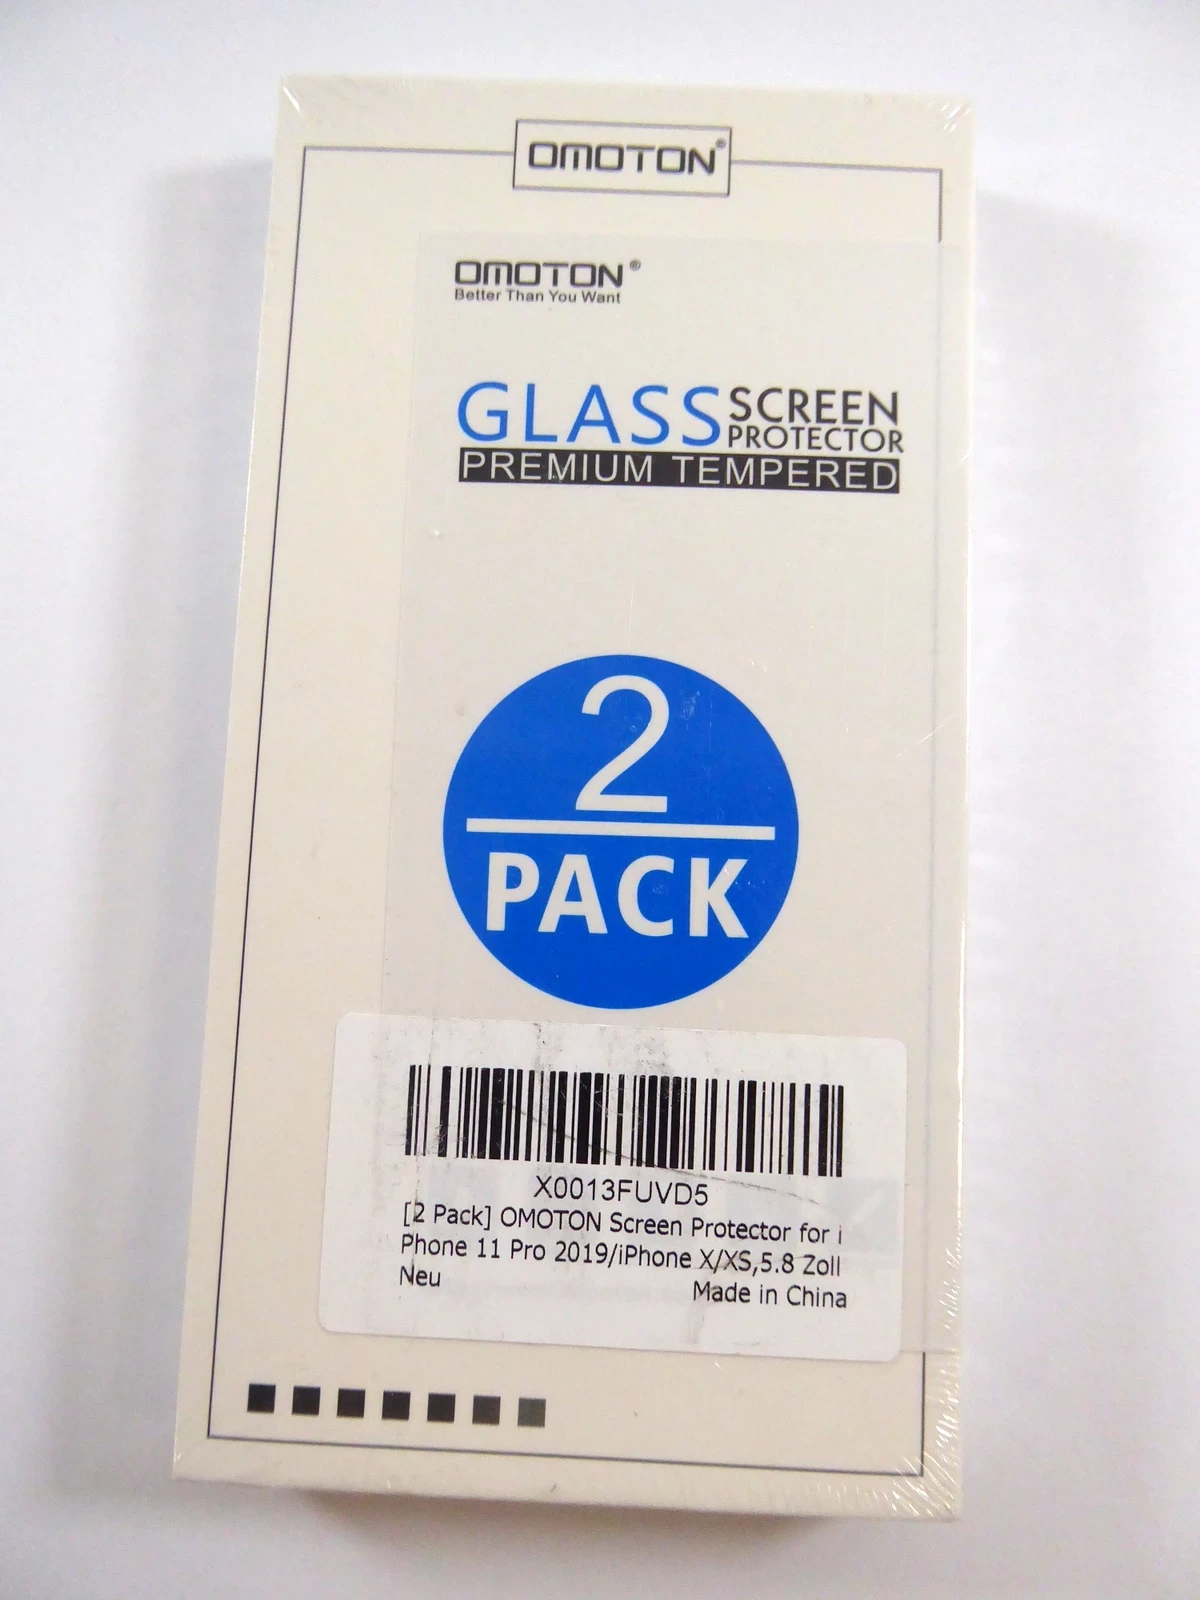 OMOTON®
OMOTON®
Better Than You Want
GLASS SCREEN
PROTECTOR
PREMIUM TEMPERED
2
PACK
X0013FUVD5
[2 Pack] OMOTON Screen Protector for i
Phone 11 Pro 2019/iPhone X/XS,5.8 Zoll
Neu Made in China